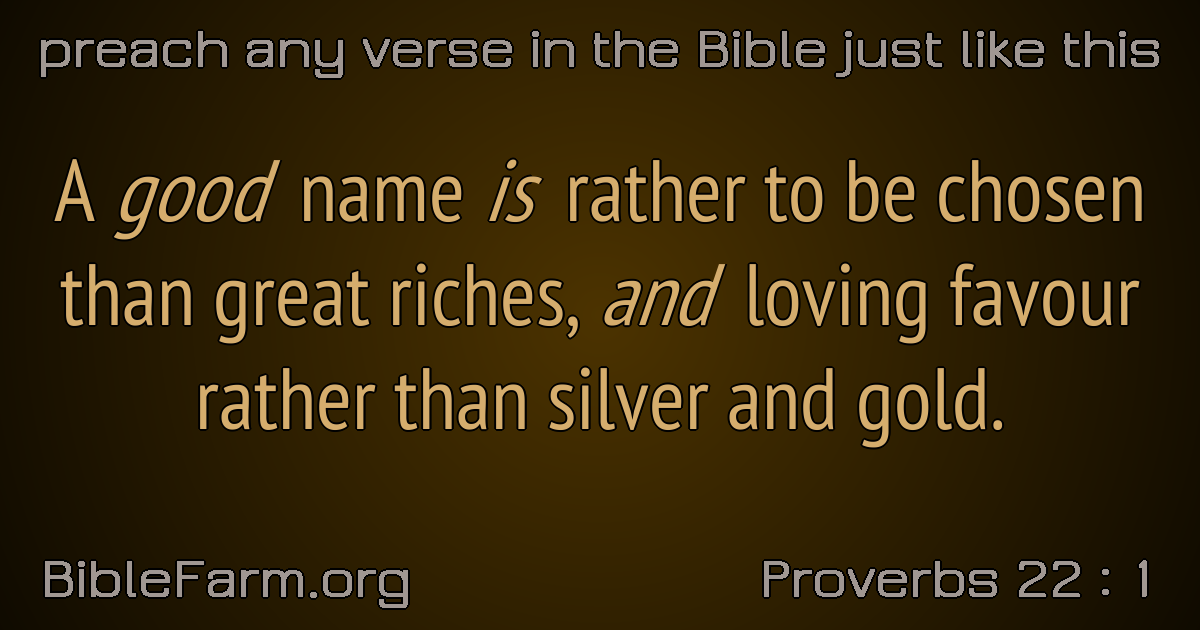 preach any verse in the Bible just like this
A good name is rather to be chosen
than great riches, and loving favour
rather than silver and gold.
BibleFarm.org
Proverbs 22 : 1